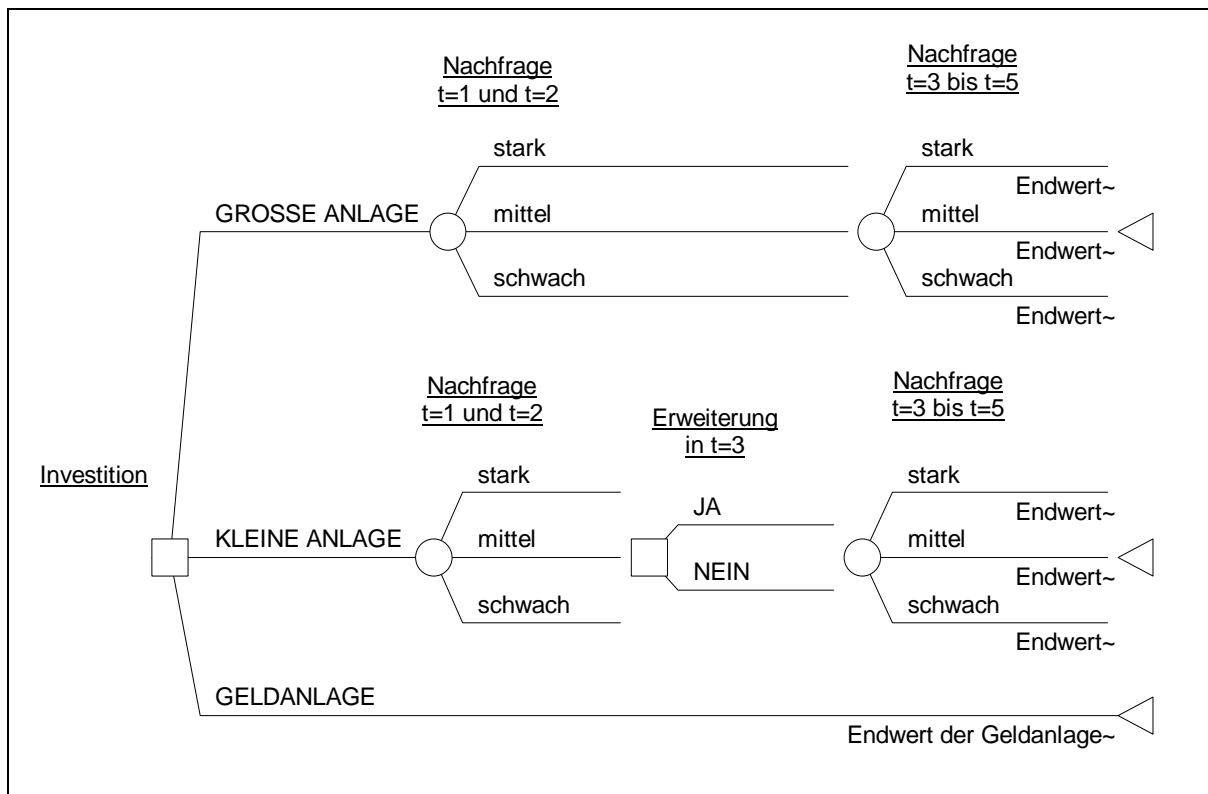 Nachfrage
t=1 und t=2
Nachfrage
t=3 bis t=5
stark
stark
Endwert~
GROSSE ANLAGE
mittel
mittel
Endwert~
schwach
schwach
Endwert~
Nachfrage
t=1 und t=2
Erweiterung
in t=3
Nachfrage
t=3 bis t=5
Investition
stark
stark
Endwert~
JA
KLEINE ANLAGE
mittel
mittel
NEIN
Endwert~
schwach
schwach
Endwert~
GELDANLAGE
Endwert der Geldanlage~